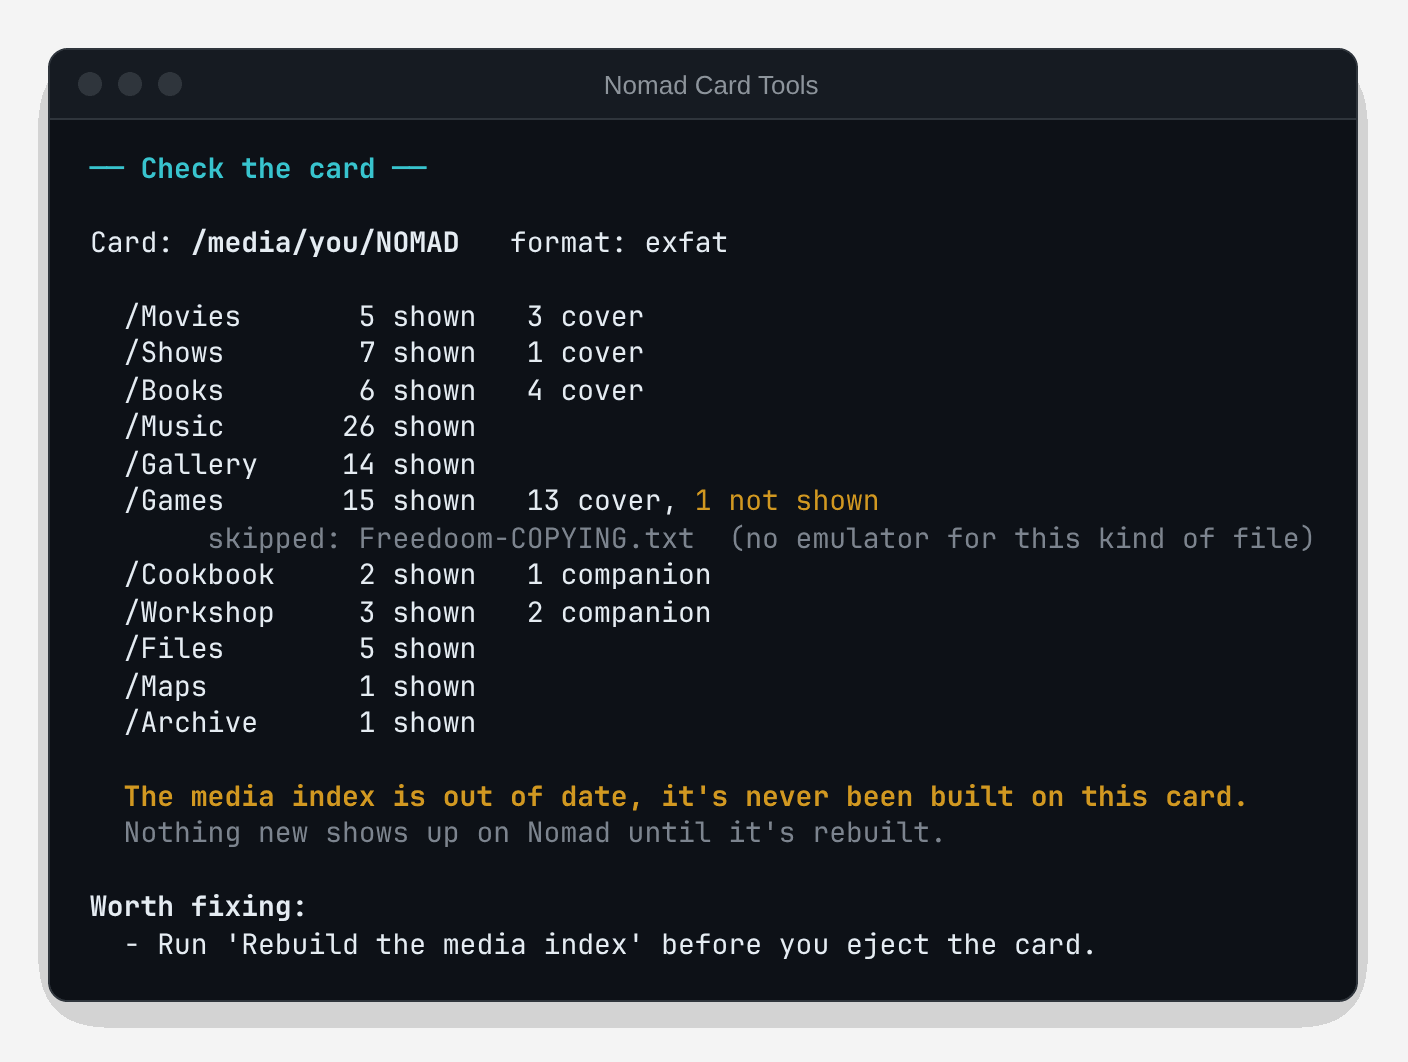 Nomad Card Tools
── Check the card ──
Card: /media/you/NOMAD   format: exfat
/Movies       5 shown   3 cover
/Shows        7 shown   1 cover
/Books        6 shown   4 cover
/Music       26 shown
/Gallery     14 shown
/Games       15 shown   13 cover, 1 not shown
skipped: Freedoom-COPYING.txt  (no emulator for this kind of file)
/Cookbook     2 shown   1 companion
/Workshop     3 shown   2 companion
/Files        5 shown
/Maps         1 shown
/Archive      1 shown
The media index is out of date, it's never been built on this card.
Nothing new shows up on Nomad until it's rebuilt.
Worth fixing:
- Run 'Rebuild the media index' before you eject the card.